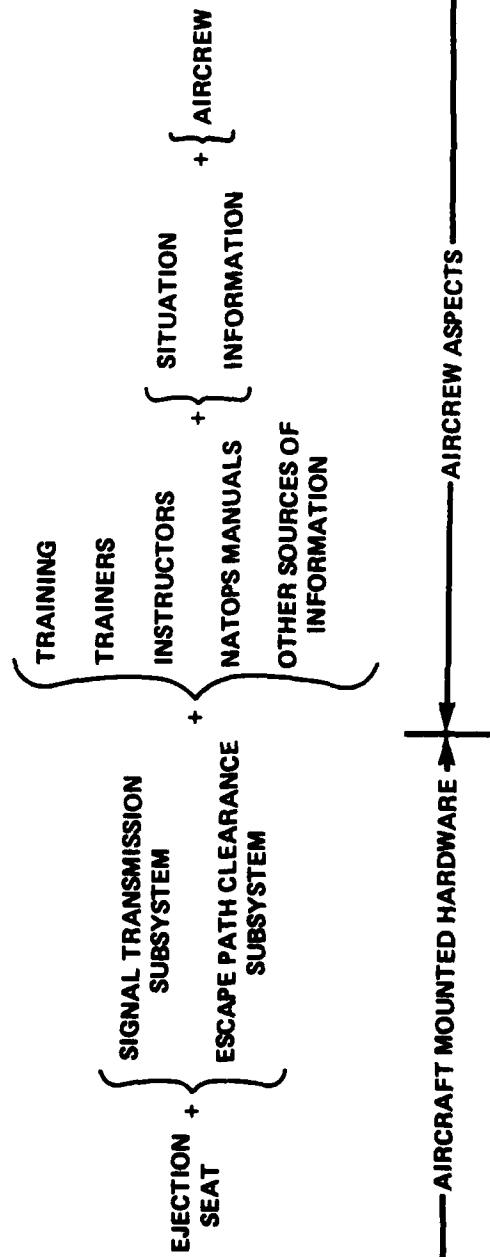 EJECTION
SEAT
+
SIGNAL TRANSMISSION
SUBSYSTEM
ESCAPE PATH CLEARANCE
SUBSYSTEM
+
TRAINING
TRAINERS
INSTRUCTORS
NATOPS MANUALS
OTHER SOURCES OF
INFORMATION
+
SITUATION
INFORMATION
+
AIRCREW
AIRCRAFT MOUNTED HARDWARE
AIRCREW ASPECTS